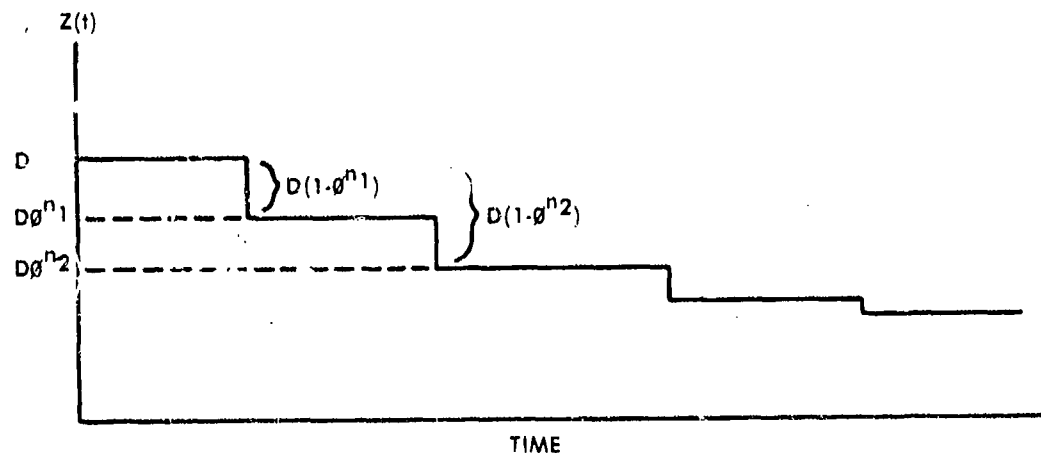 Z(t)
D
D(1-ø^n1)
Dø^n1
D(1-ø^n2)
Dø^n2
TIME